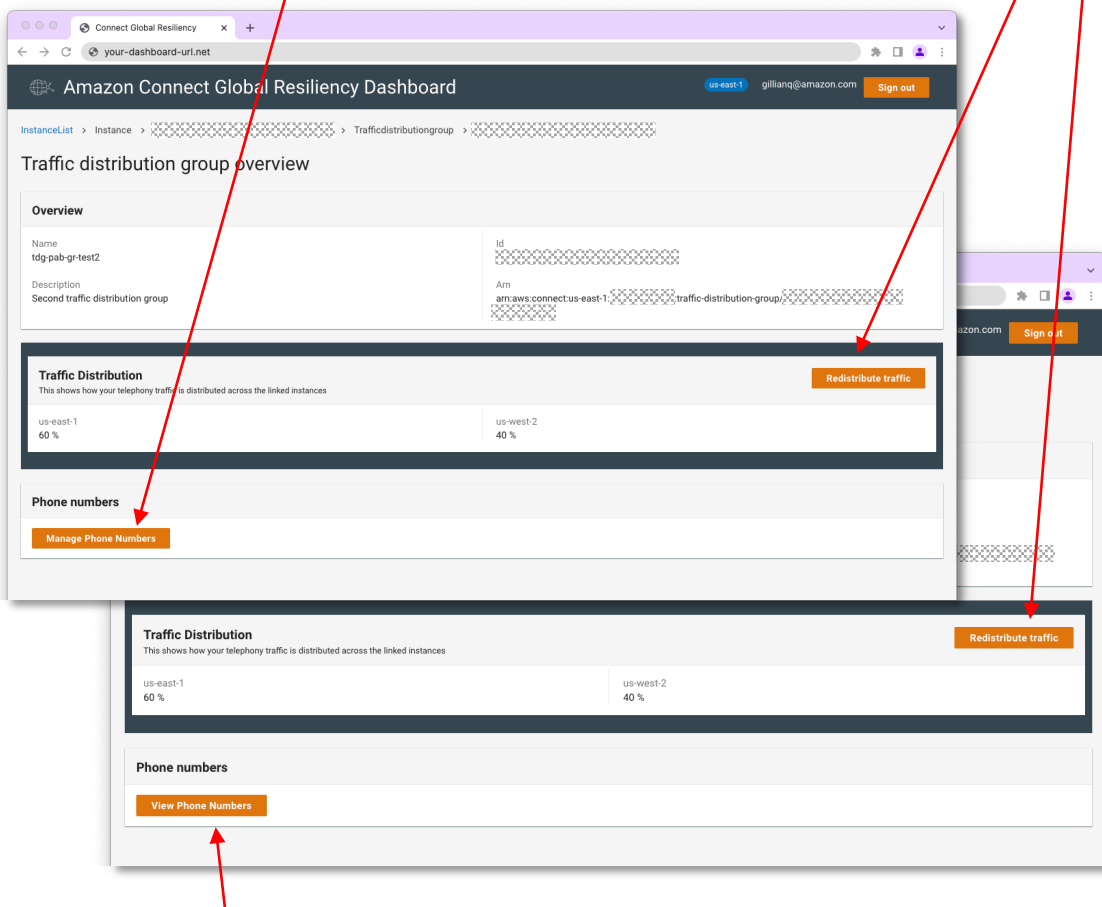 Connect Global Resiliency
your-dashboard-url.net
Amazon Connect Global Resiliency Dashboard
us-east-1 gillianq@amazon.com Sign out
InstanceList > Instance > > Trafficdistributiongroup >
Traffic distribution group overview
Overview
Name
tdg-pab-gr-test2
Id
Description
Second traffic distribution group
Arn
arn:aws:connect:us-east-1: :traffic-distribution-group/
Traffic Distribution
This shows how your telephony traffic is distributed across the linked instances
Redistribute traffic
us-east-1
60 %
us-west-2
40 %
Phone numbers
Manage Phone Numbers
azon.com Sign out
Traffic Distribution
This shows how your telephony traffic is distributed across the linked instances
Redistribute traffic
us-east-1
60 %
us-west-2
40 %
Phone numbers
View Phone Numbers